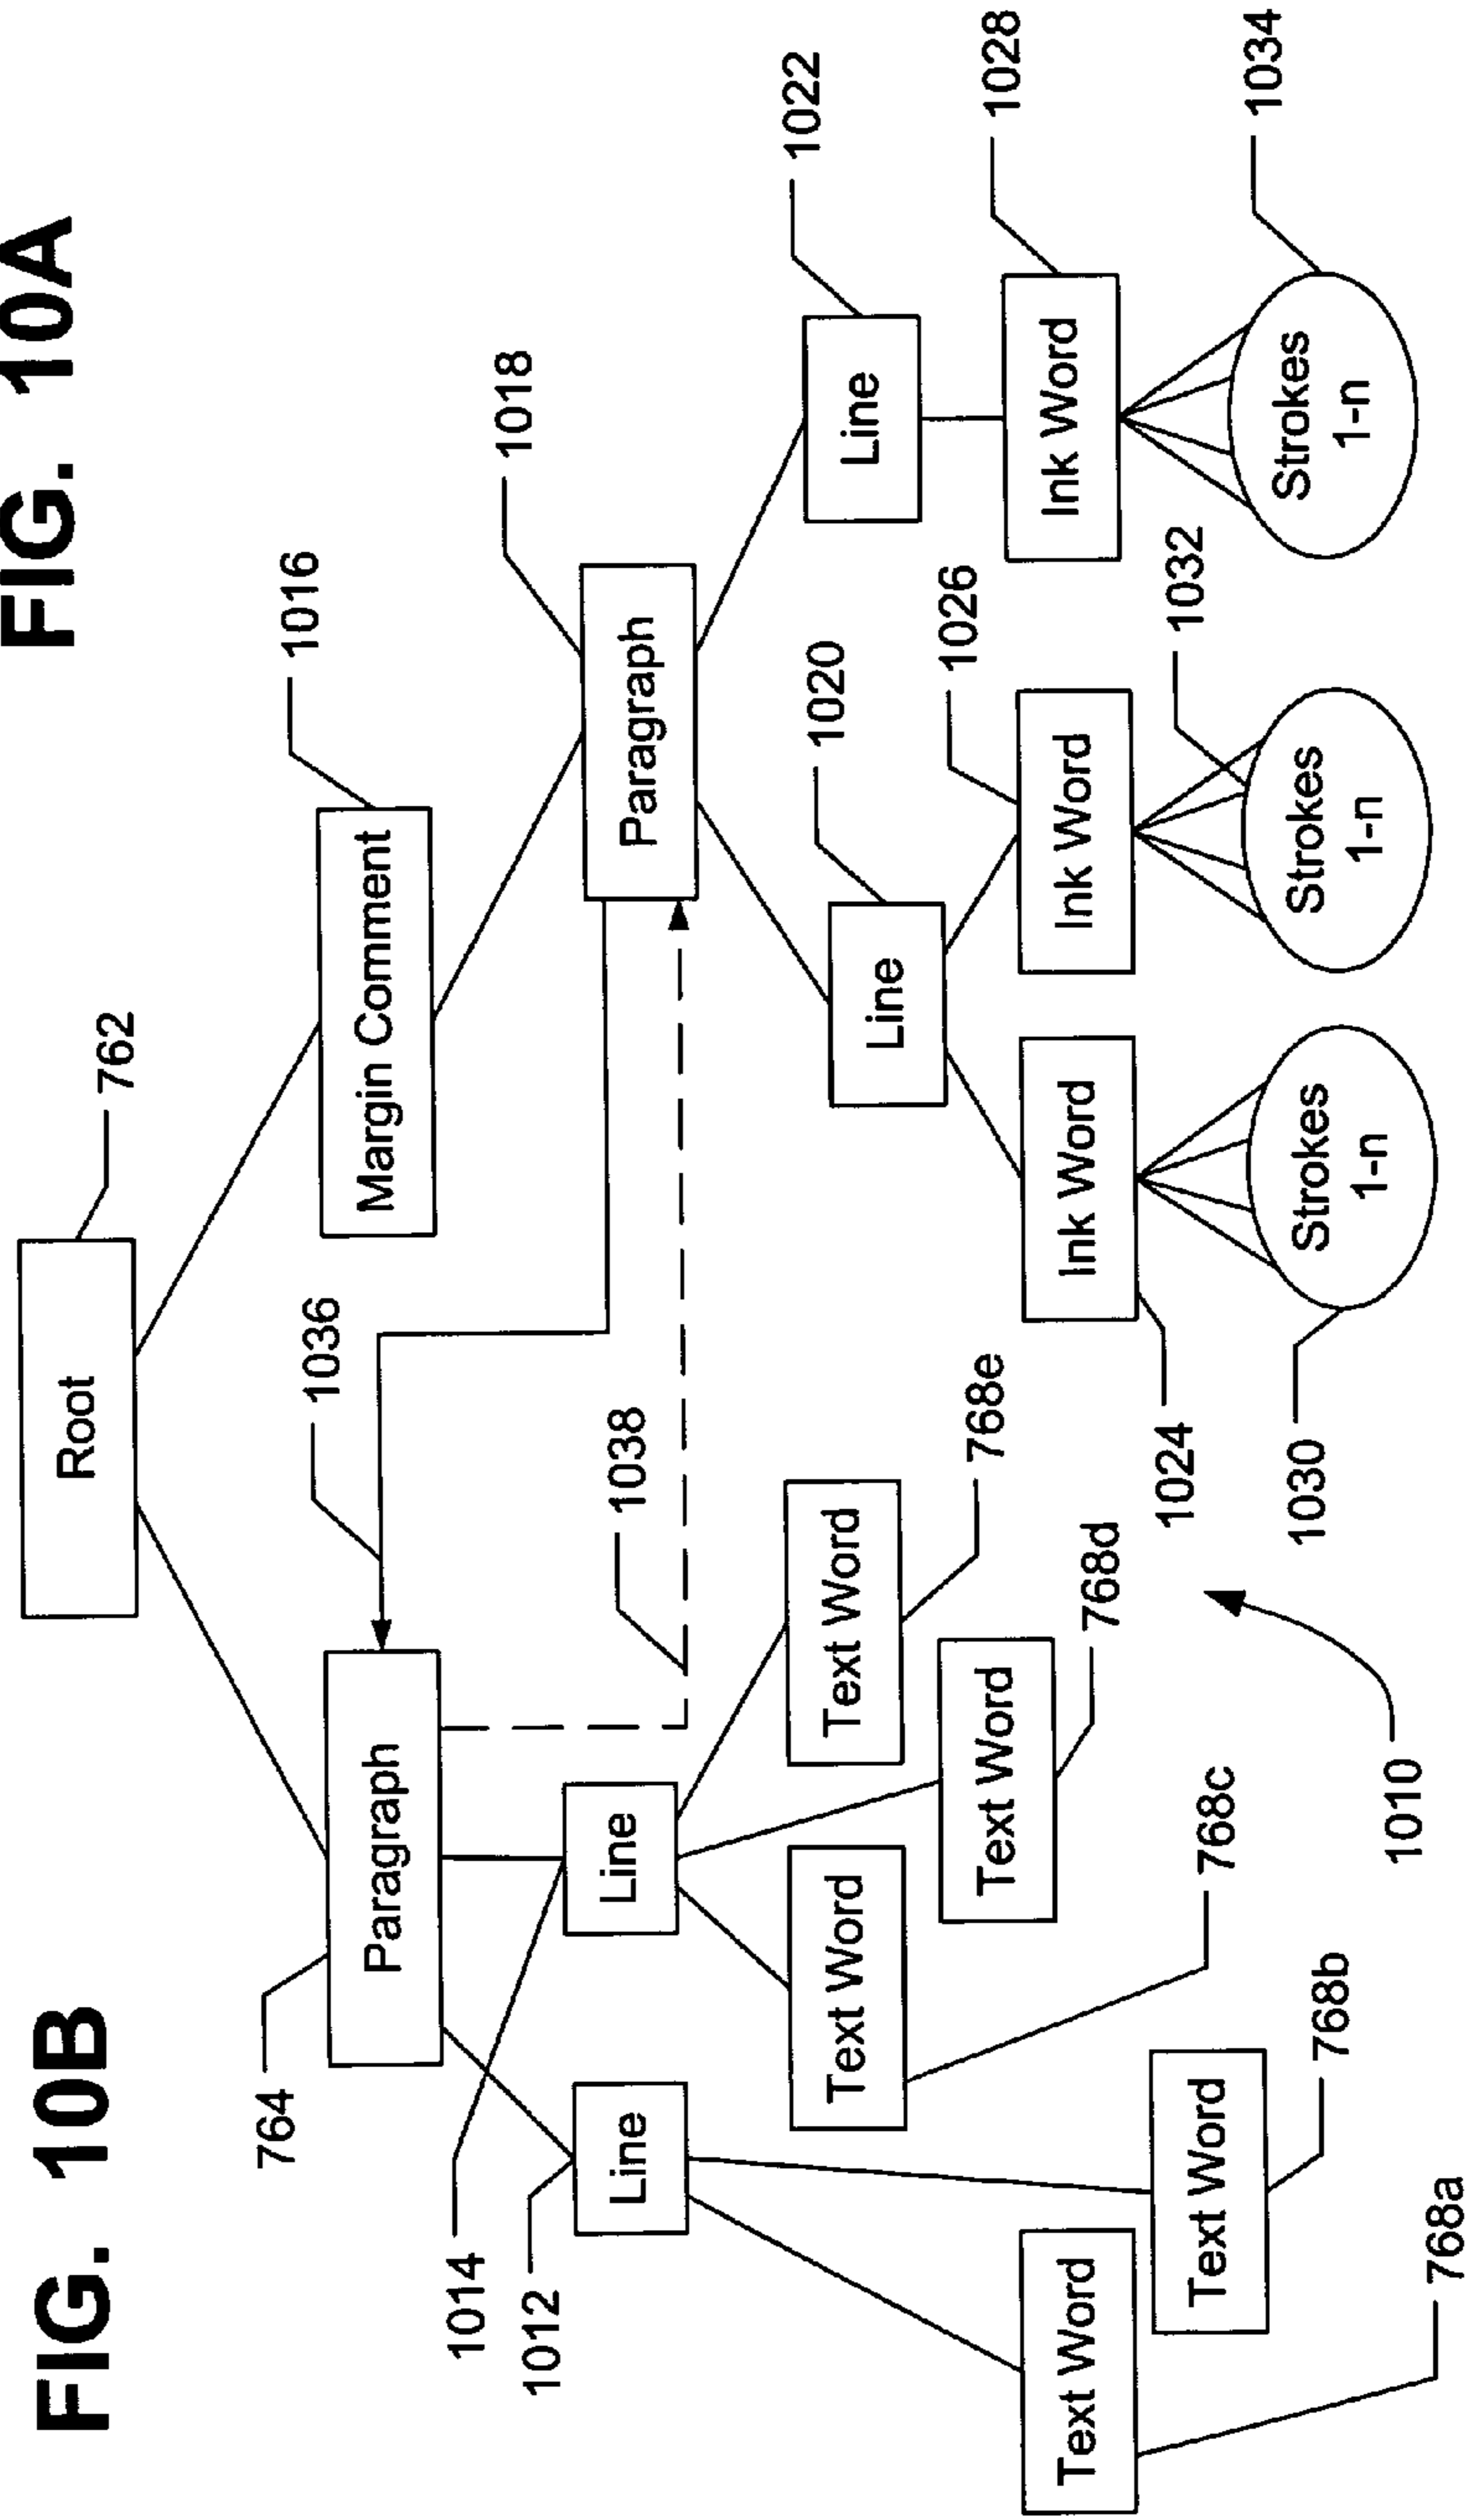 FIG. 10A
FIG. 10B
Root
762
764
Paragraph
1036
Margin Comment
1016
1014
1012
Line
Line
1038
Paragraph
1018
Text Word
Text Word
768e
Line
1020
Line
1022
Text Word
Text Word
768c
Text Word
768d
Ink Word
1024
Ink Word
1026
Ink Word
1028
Text Word
768b
768a
1010
1030
Strokes
1-n
1032
Strokes
1-n
Strokes
1-n
1034